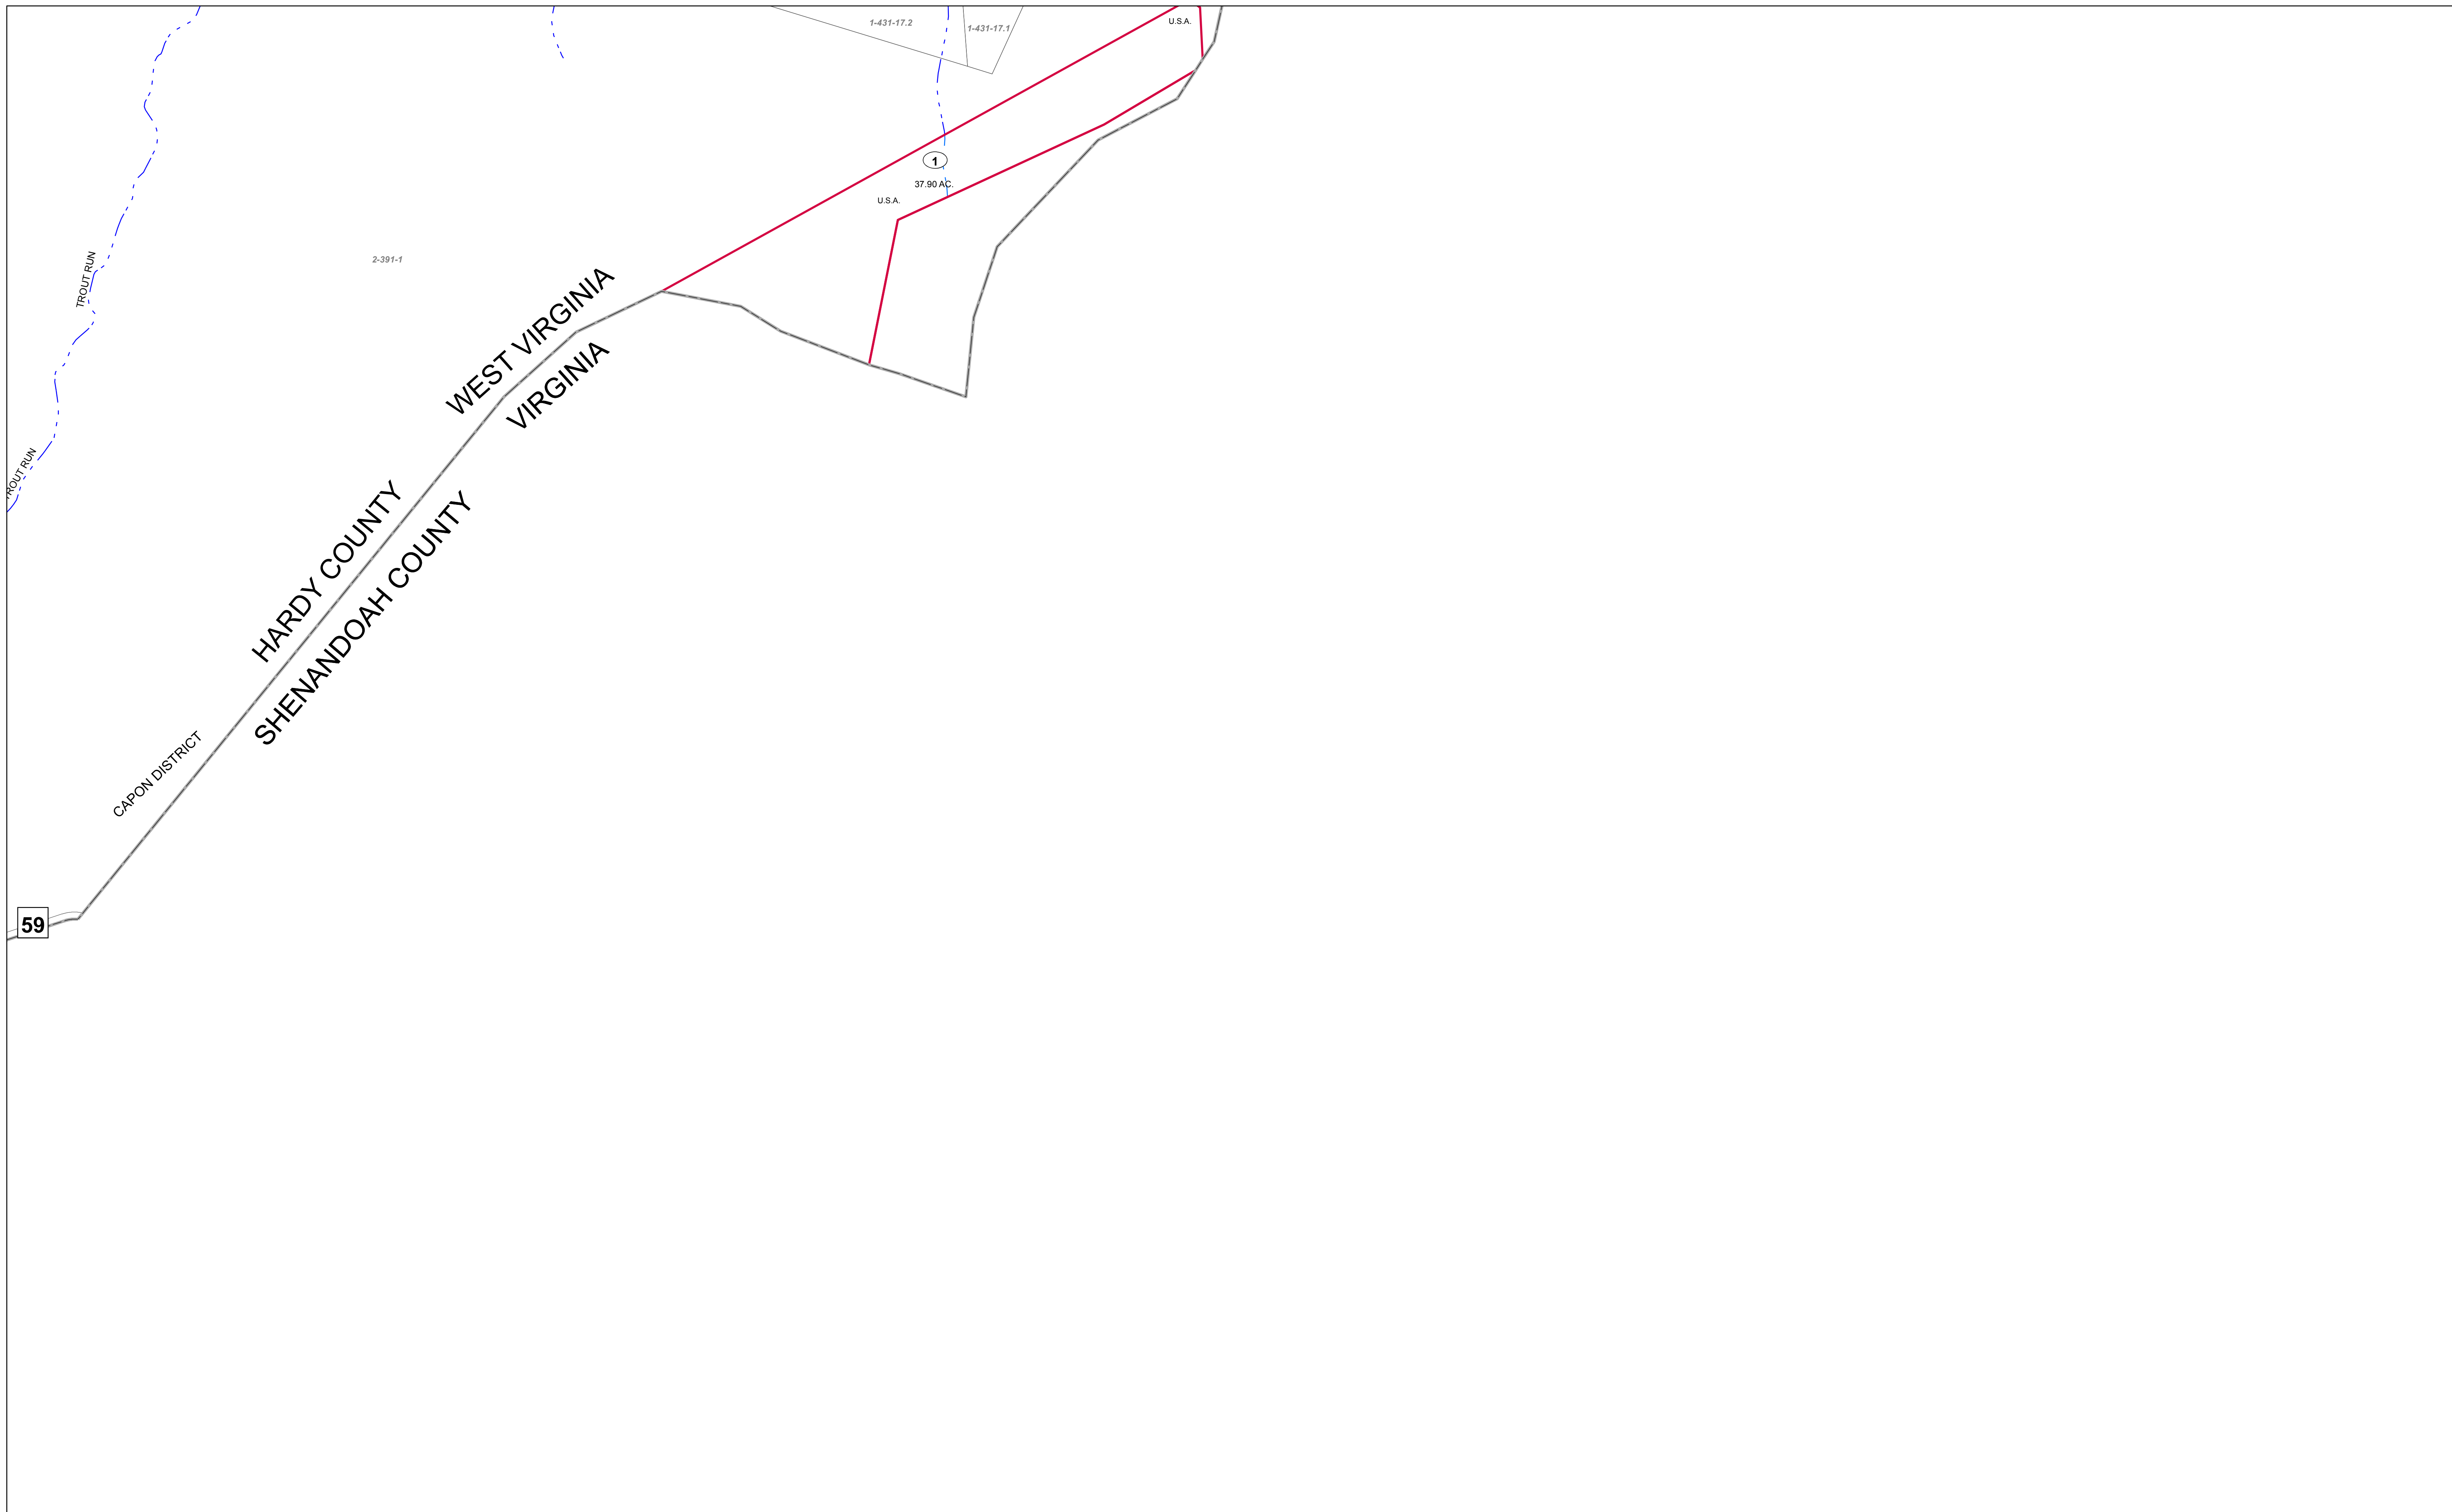 U.S.A.
1-431-17.2
1-431-17.1
1
37.90 AC.
U.S.A.
2-391-1
TROUT RUN
WEST VIRGINIA
VIRGINIA
TROUT RUN
HARDY COUNTY
SHENANDOAH COUNTY
CAPON DISTRICT
59